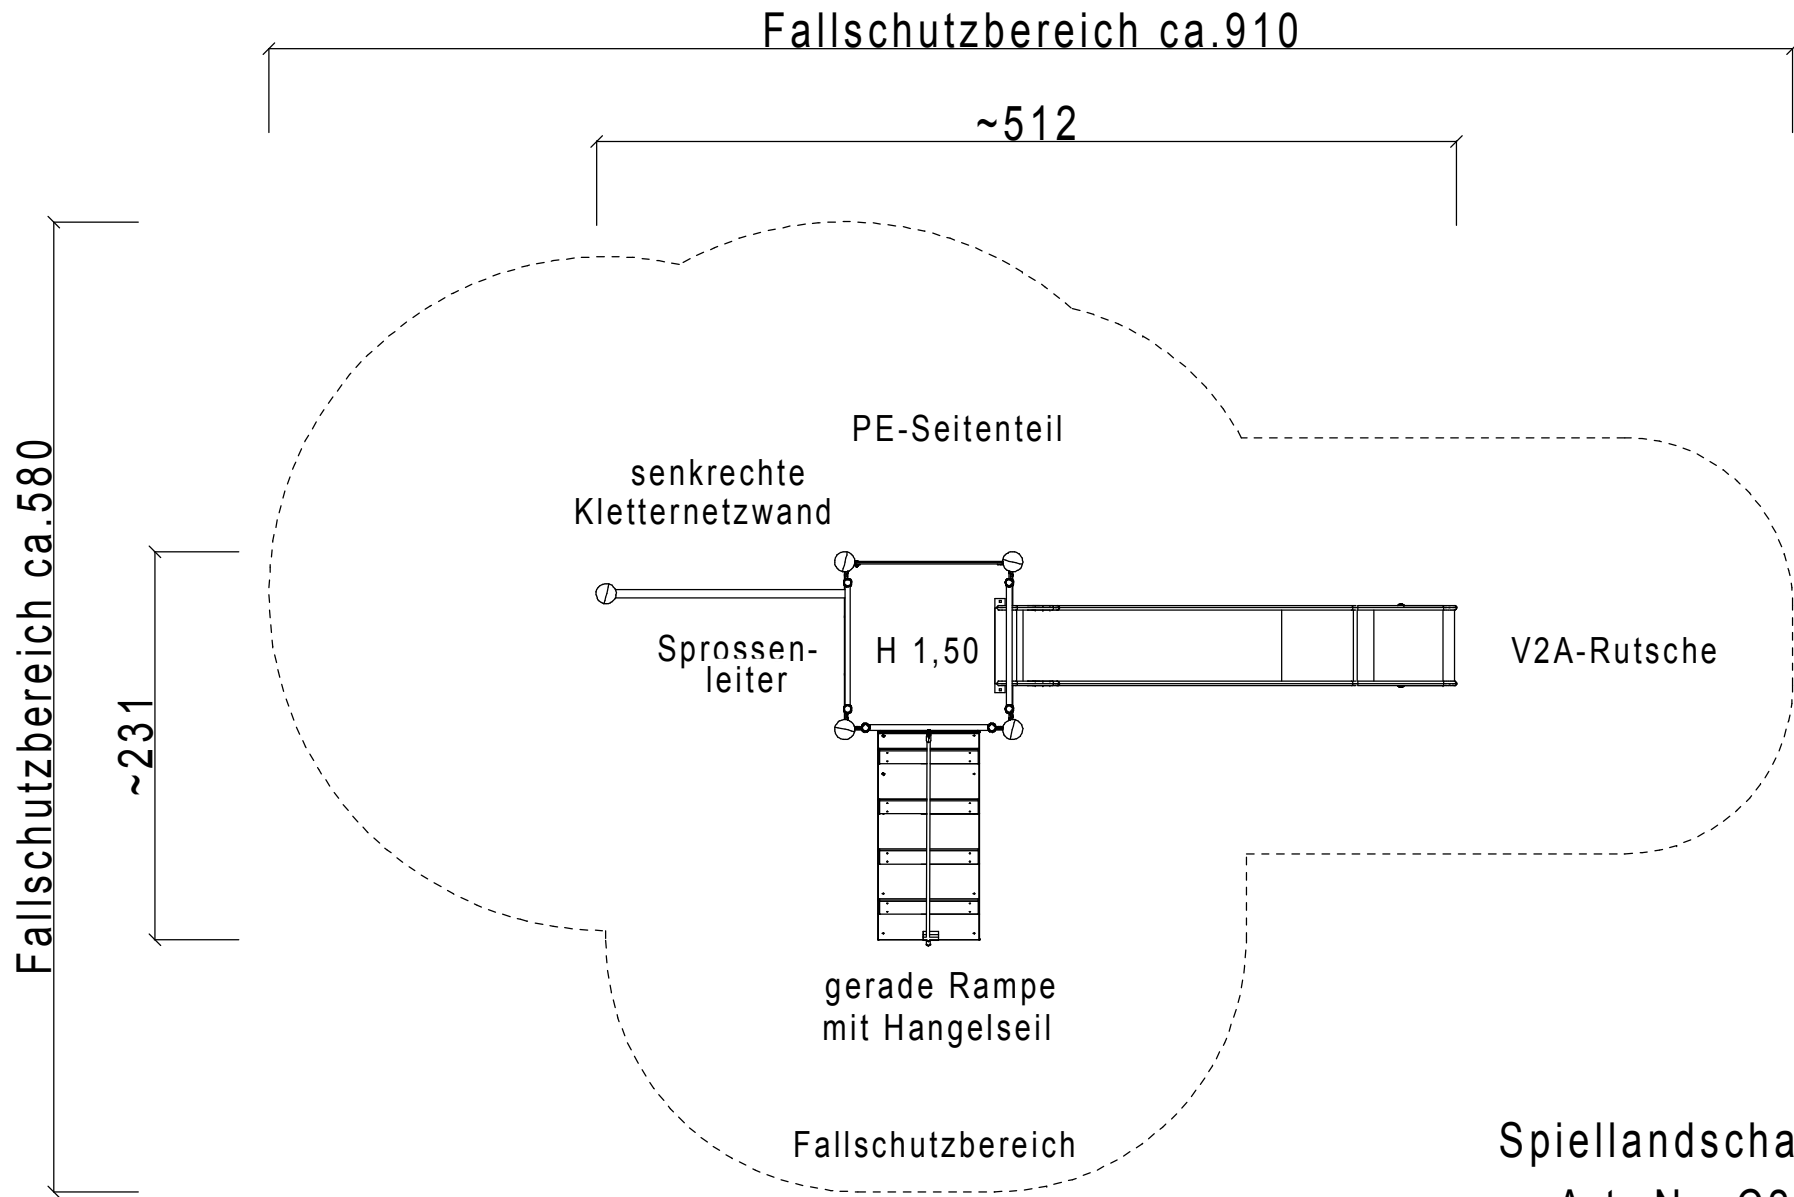 Fallschutzbereich ca.910
~512
Fallschutzbereich ca.580
~231
PE-Seitenteil
senkrechte
Kletternetzwand
Sprossen-
leiter
H 1,50
V2A-Rutsche
gerade Rampe
mit Hangelseil
Fallschutzbereich
Spiellandscha